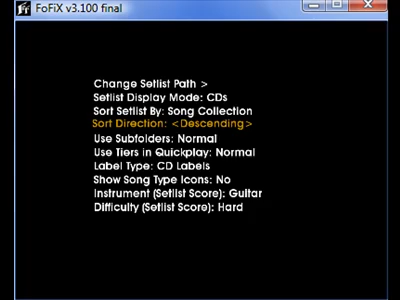 FoFiX v3.100 final
Change Setlist Path >
Setlist Display Mode: CDs
Sort Setlist By: Song Collection
Sort Direction: <Descending>
Use Subfolders: Normal
Use Tiers in Quickplay: Normal
Label Type: CD Labels
Show Song Type Icons: No
Instrument (Setlist Score): Guitar
Difficulty (Setlist Score): Hard